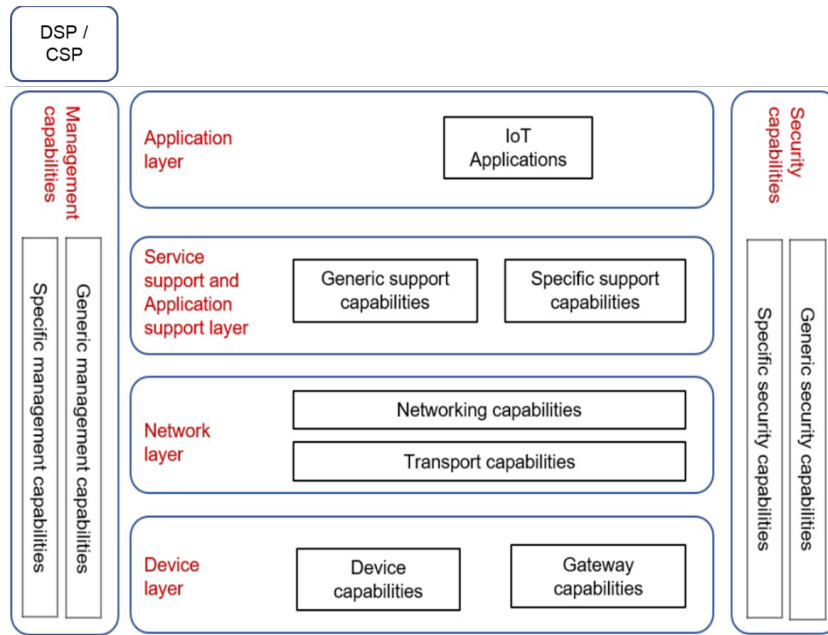 DSP /
CSP
Management
capabilities
Generic management capabilities
Specific management capabilities
Application
layer
IoT
Applications
Service
support and
Application
support layer
Generic support
capabilities
Specific support
capabilities
Network
layer
Networking capabilities
Transport capabilities
Device
layer
Device
capabilities
Gateway
capabilities
Security
capabilities
Generic security capabilities
Specific security capabilities